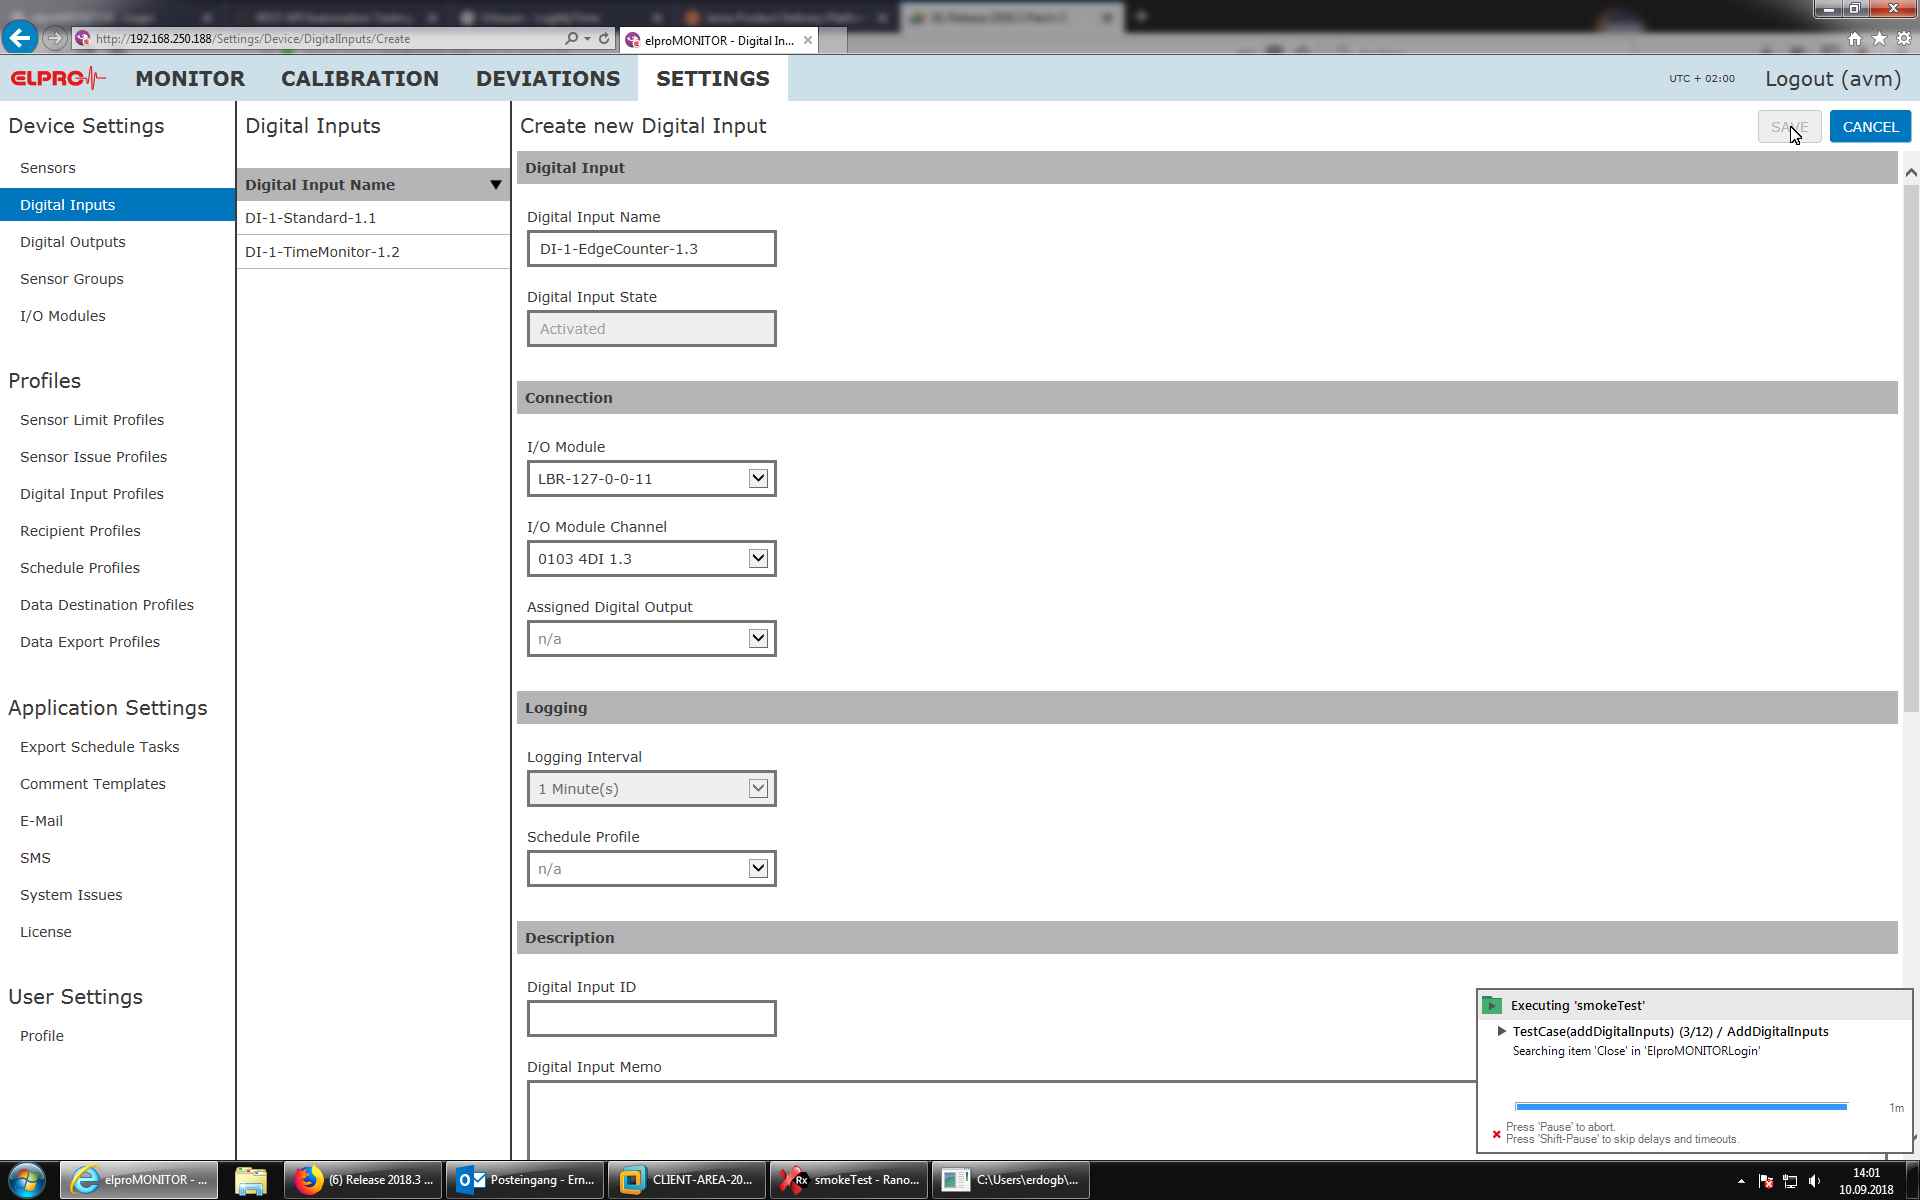 http://192.168.250.188/Settings/Device/DigitalInputs/Create
elproMONITOR - Digital In...
ELPRO
MONITOR
CALIBRATION
DEVIATIONS
SETTINGS
UTC + 02:00
Logout (avm)
Device Settings
Sensors
Digital Inputs
Digital Outputs
Sensor Groups
I/O Modules
Profiles
Sensor Limit Profiles
Sensor Issue Profiles
Digital Input Profiles
Recipient Profiles
Schedule Profiles
Data Destination Profiles
Data Export Profiles
Application Settings
Export Schedule Tasks
Comment Templates
E-Mail
SMS
System Issues
License
User Settings
Profile
Digital Inputs
Digital Input Name
DI-1-Standard-1.1
DI-1-TimeMonitor-1.2
Create new Digital Input
SAVE
CANCEL
Digital Input
Digital Input Name
DI-1-EdgeCounter-1.3
Digital Input State
Activated
Connection
I/O Module
LBR-127-0-0-11
I/O Module Channel
0103 4DI 1.3
Assigned Digital Output
n/a
Logging
Logging Interval
1 Minute(s)
Schedule Profile
n/a
Description
Digital Input ID
Digital Input Memo
Executing 'smokeTest'
TestCase(addDigitalInputs) (3/12) / AddDigitalInputs
Searching item 'Close' in 'ElproMONITORLogin'
1m
Press 'Pause' to abort.
Press 'Shift-Pause' to skip delays and timeouts.
elproMONITOR - ...
(6) Release 2018.3 ...
Posteingang - Ern...
CLIENT-AREA-20...
Rx
smokeTest - Rano...
C:\Users\erdogb\...
14:01
10.09.2018